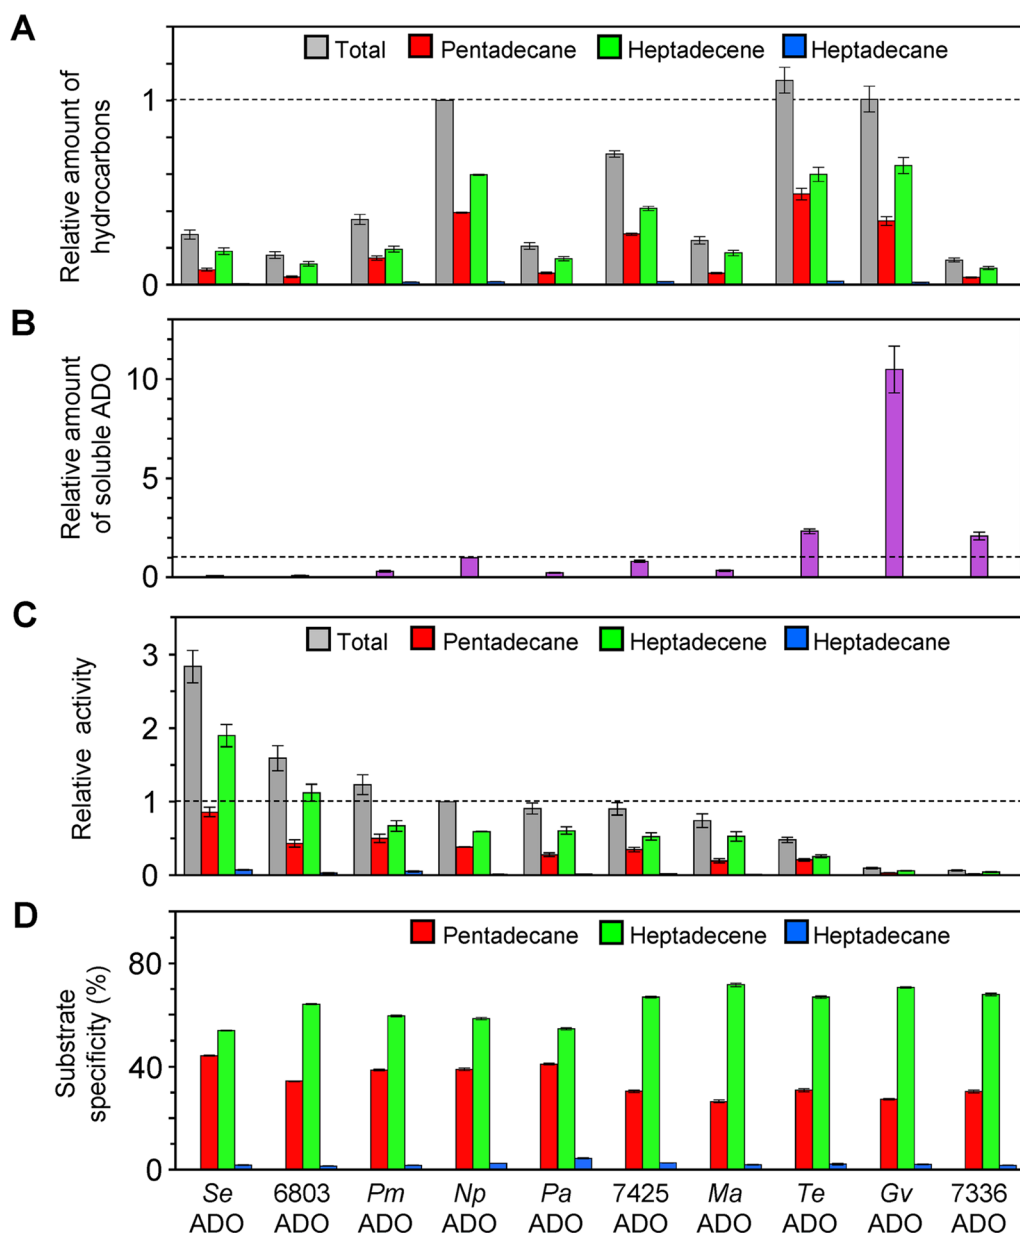 A
Total Pentadecane Heptadecene Heptadecane
Relative amount of
hydrocarbons
1
0
B
Relative amount
of soluble ADO
10
5
1
0
C
Total Pentadecane Heptadecene Heptadecane
Relative activity
3
2
1
0
D
Pentadecane Heptadecene Heptadecane
Substrate
specificity (%)
80
40
0
Se 6803 Pm Np Pa 7425 Ma Te Gv 7336
ADO ADO ADO ADO ADO ADO ADO ADO ADO ADO